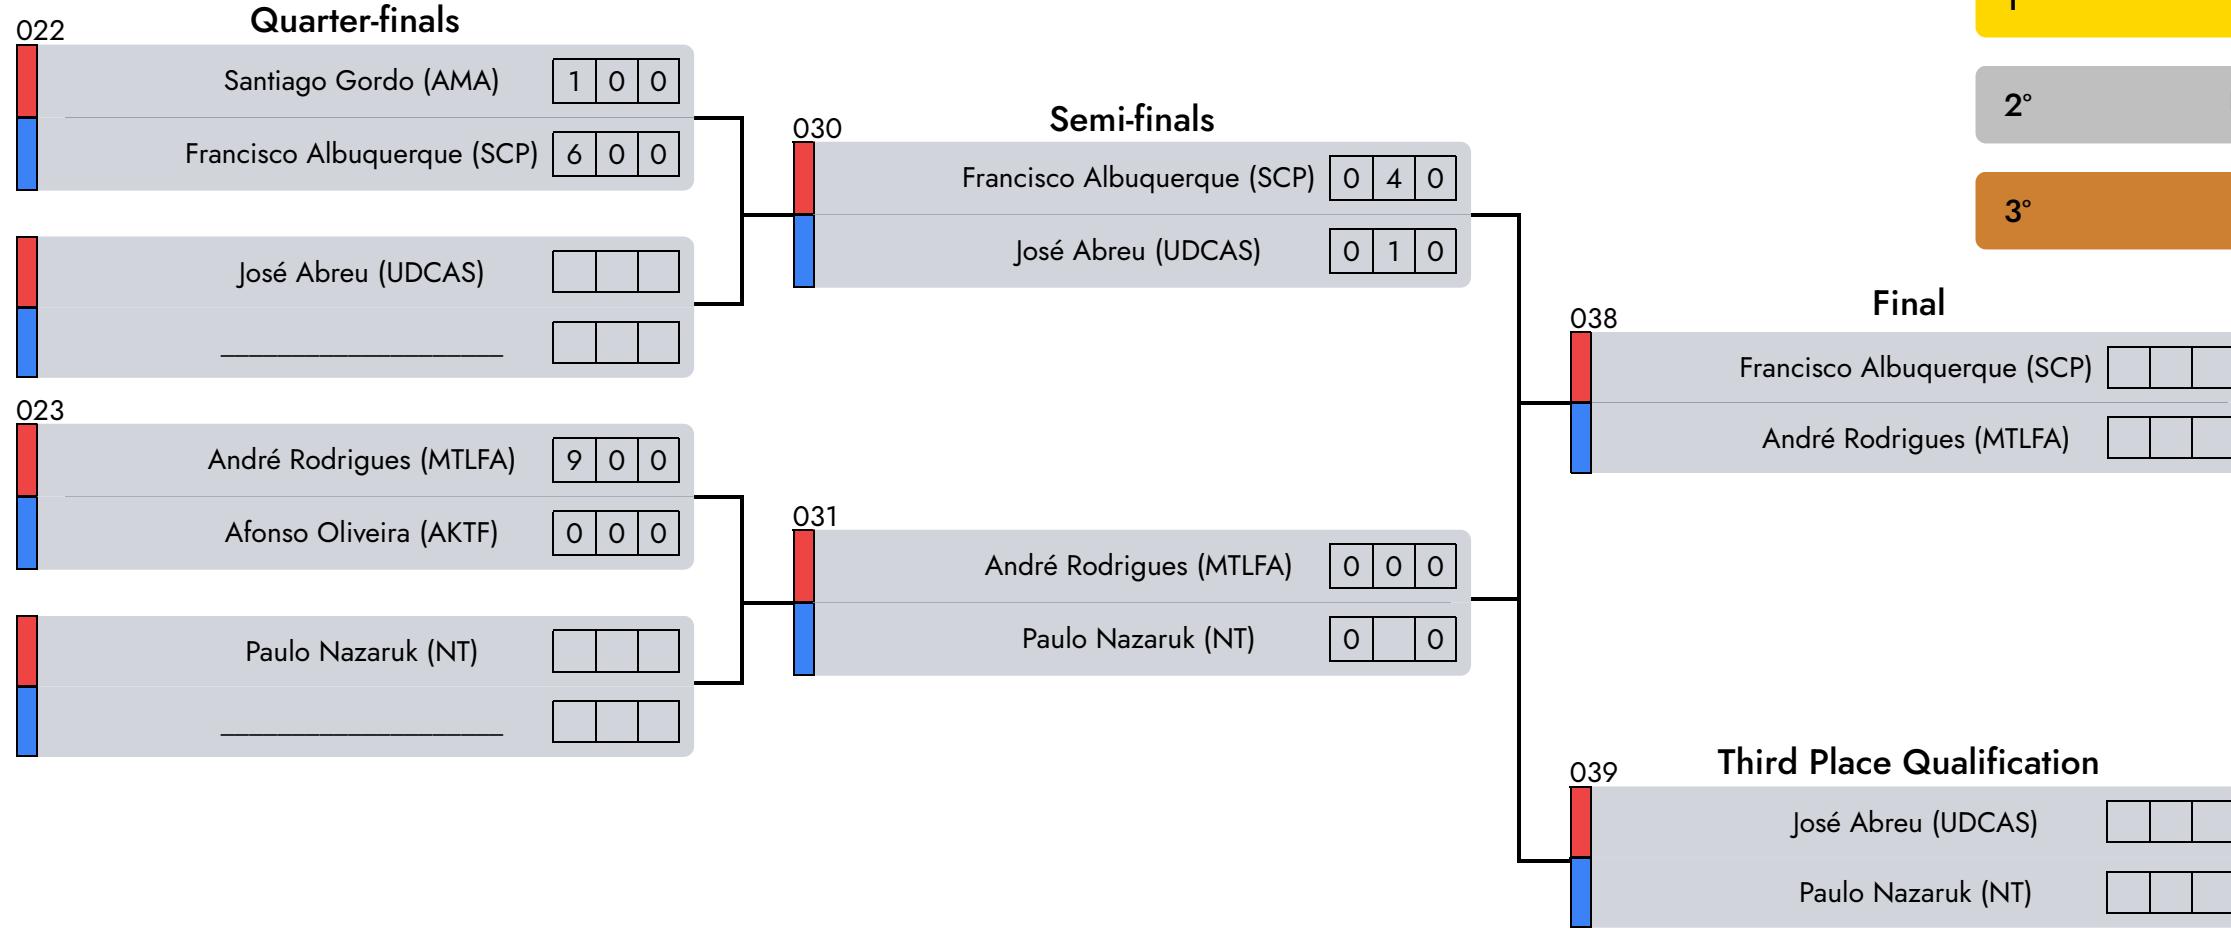 Quarter-finals
022
Santiago Gordo (AMA) 1 0 0
Francisco Albuquerque (SCP) 6 0 0
José Abreu (UDCAS)
023
André Rodrigues (MTLFA) 9 0 0
Afonso Oliveira (AKTF) 0 0 0
Paulo Nazaruk (NT)
Semi-finals
030
Francisco Albuquerque (SCP) 0 4 0
José Abreu (UDCAS) 0 1 0
031
André Rodrigues (MTLFA) 0 0 0
Paulo Nazaruk (NT) 0 0
2°
3°
Final
038
Francisco Albuquerque (SCP)
André Rodrigues (MTLFA)
Third Place Qualification
039
José Abreu (UDCAS)
Paulo Nazaruk (NT)